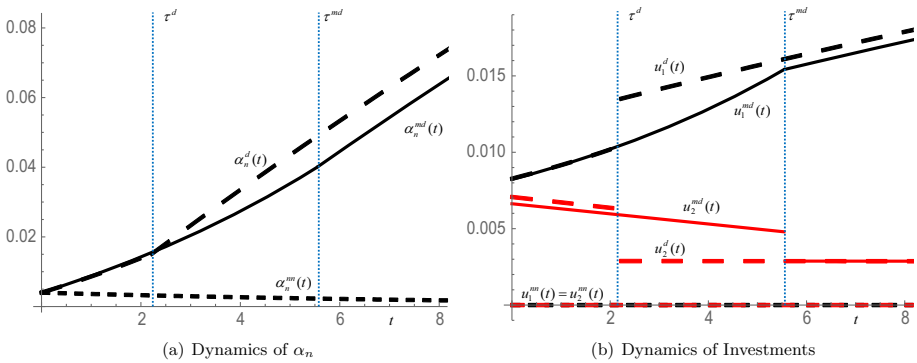 τ^d τ^md
0.08
0.06
0.04
0.02
α_n^d(t)
α_n^md(t)
α_n^nn(t)
2 4 6 t 8
(a) Dynamics of α_n
τ^d τ^md
0.015
0.010
0.005
u_1^d(t)
u_1^md(t)
u_2^md(t)
u_2^d(t)
u_1^nn(t) = u_2^nn(t)
0 2 4 6 t 8
(b) Dynamics of Investments